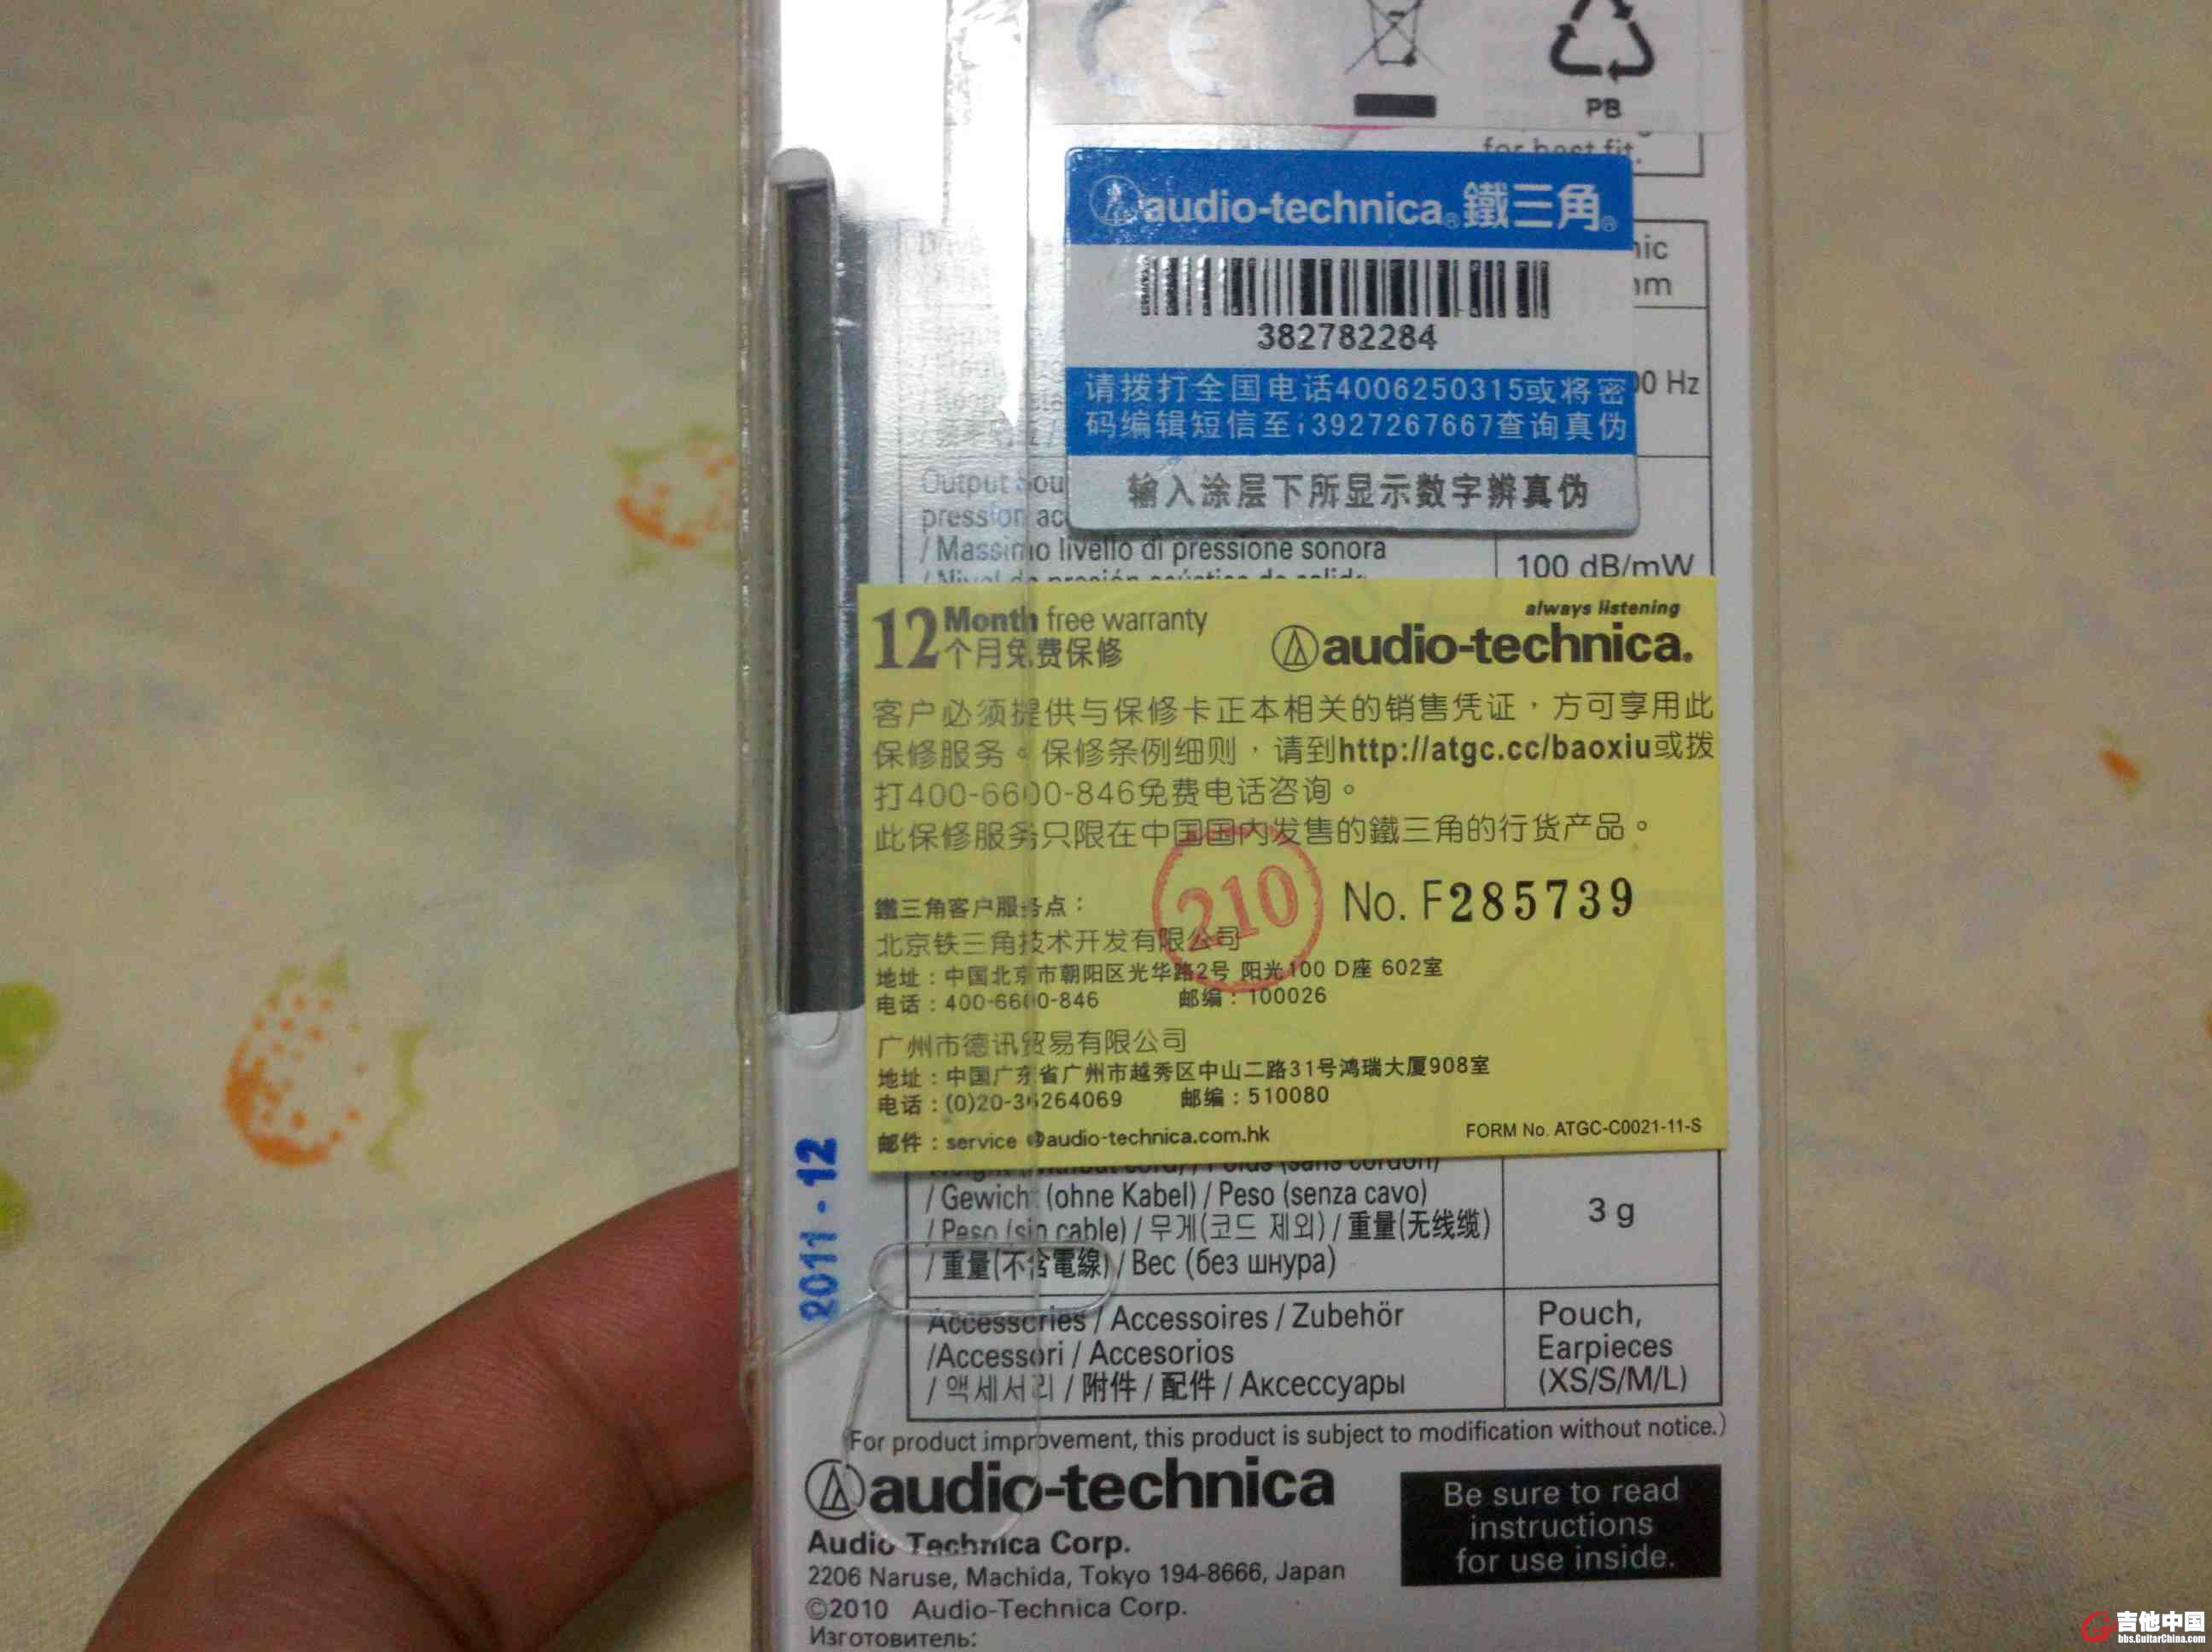 CE
PB
for best fit.
audio-technica® 鐵三角®
382782284
请拨打全国电话4006250315或将密
码编辑短信至13927267667查询真伪
输入涂层下所显示数字辨真伪
00 Hz
Output Sou
pression ac
/ Massimo livello di pressione sonora
100 dB/mW
12 Month free warranty
个月免费保修
always listening
audio-technica.
客户必须提供与保修卡正本相关的销售凭证，方可享用此
保修服务。保修条例细则，请到http://atgc.cc/baoxiu或拨
打400-6600-846免费电话咨询。
此保修服务只限在中国国内发售的鐵三角的行货产品。
210
No. F285739
鐵三角客户服务点：
北京铁三角技术开发有限公司
地址：中国北京市朝阳区光华路2号 阳光100 D座 602室
电话：400-6600-846 邮编：100026
广州市德讯贸易有限公司
地址：中国广东省广州市越秀区中山二路31号鸿瑞大厦908室
电话：(0)20-36264069 邮编：510080
邮件：service @audio-technica.com.hk
FORM No. ATGC-C0021-11-S
2011-12
/ Gewicht (ohne Kabel) / Peso (senza cavo)
/ Peso (sin cable) / 무게(코드 제외) / 重量(无线缆)
/ 重量(不含電線) / Вес (без шнура)
3 g
Accessories / Accessoires / Zubehör
/Accessori / Accesorios
/ 액세서리 / 附件 / 配件 / Аксессуары
Pouch,
Earpieces
(XS/S/M/L)
(For product improvement, this product is subject to modification without notice.)
audio-technica
Audio Technica Corp.
2206 Naruse, Machida, Tokyo 194-8666, Japan
©2010 Audio-Technica Corp.
Изготовитель:
Be sure to read
instructions
for use inside.
吉他中国
bbs.GuitarChina.com